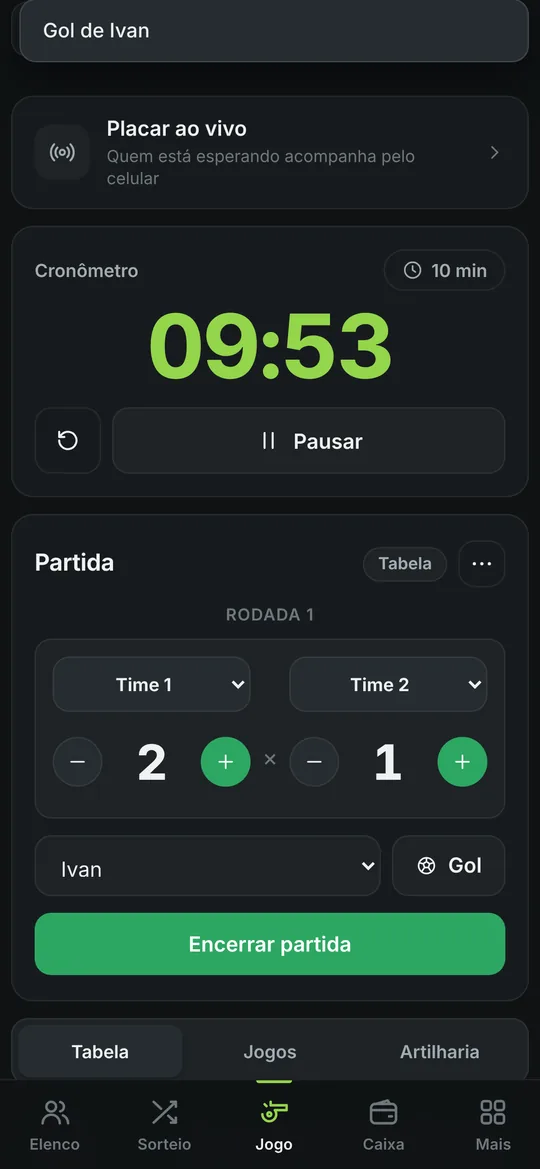 Gol de Ivan
Placar ao vivo
Quem está esperando acompanha pelo
celular
Cronômetro
10 min
09:53
Pausar
Partida
Tabela
RODADA 1
Time 1
Time 2
2
×
1
Ivan
Gol
Encerrar partida
Tabela
Jogos
Artilharia
Elenco
Sorteio
Jogo
Caixa
Mais